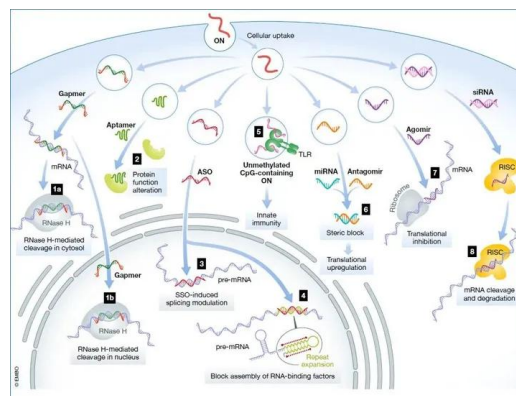 ON
Cellular uptake
Gapmer
siRNA
Aptamer
5
TLR
Agomir
mRNA
2
Protein
function
alteration
ASO
Unmethylated
CpG-containing
ON
miRNA
Antagomir
7
mRNA
RISC
1a
RNase H
Ribosome
6
RNase H-mediated
cleavage in cytosol
Innate
immunity
Steric block
Translational
inhibition
8
RISC
Translational
upregulation
mRNA cleavage
and degradation
Gapmer
3
pre-mRNA
SSO-induced
splicing modulation
4
1b
RNase H
pre-mRNA
Repeat
expansion
RNase H-mediated
cleavage in nucleus
Block assembly of RNA-binding factors
© EMBO